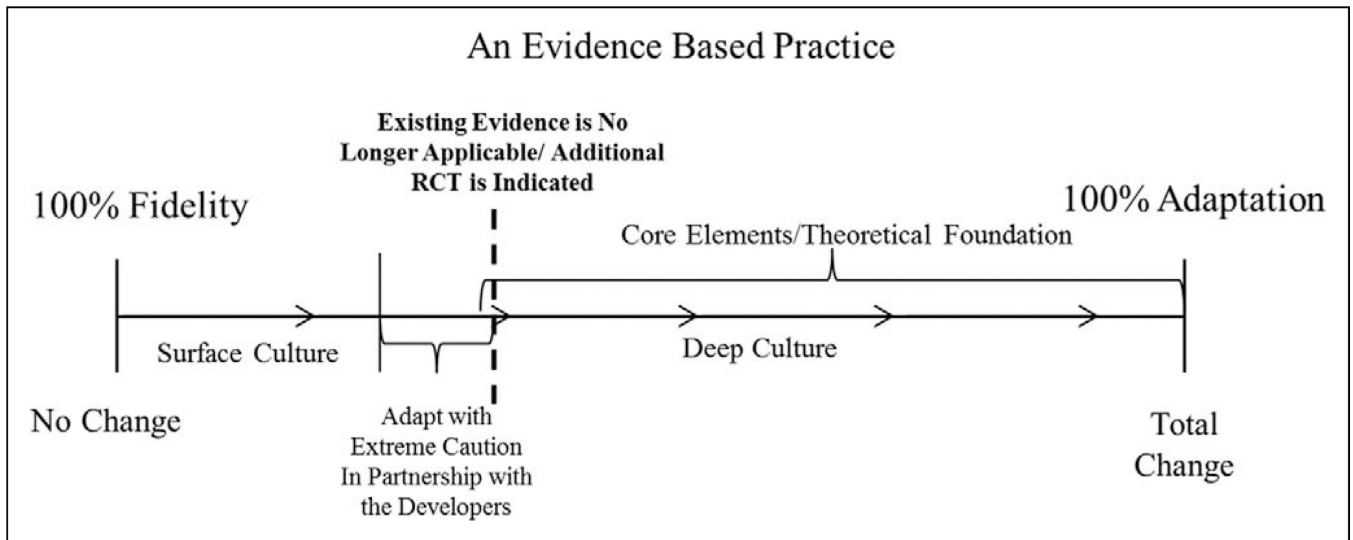 An Evidence Based Practice
Existing Evidence is No
Longer Applicable/ Additional
RCT is Indicated
100% Fidelity
100% Adaptation
Core Elements/Theoretical Foundation
Surface Culture
Deep Culture
No Change
Adapt with
Extreme Caution
In Partnership with
the Developers
Total
Change